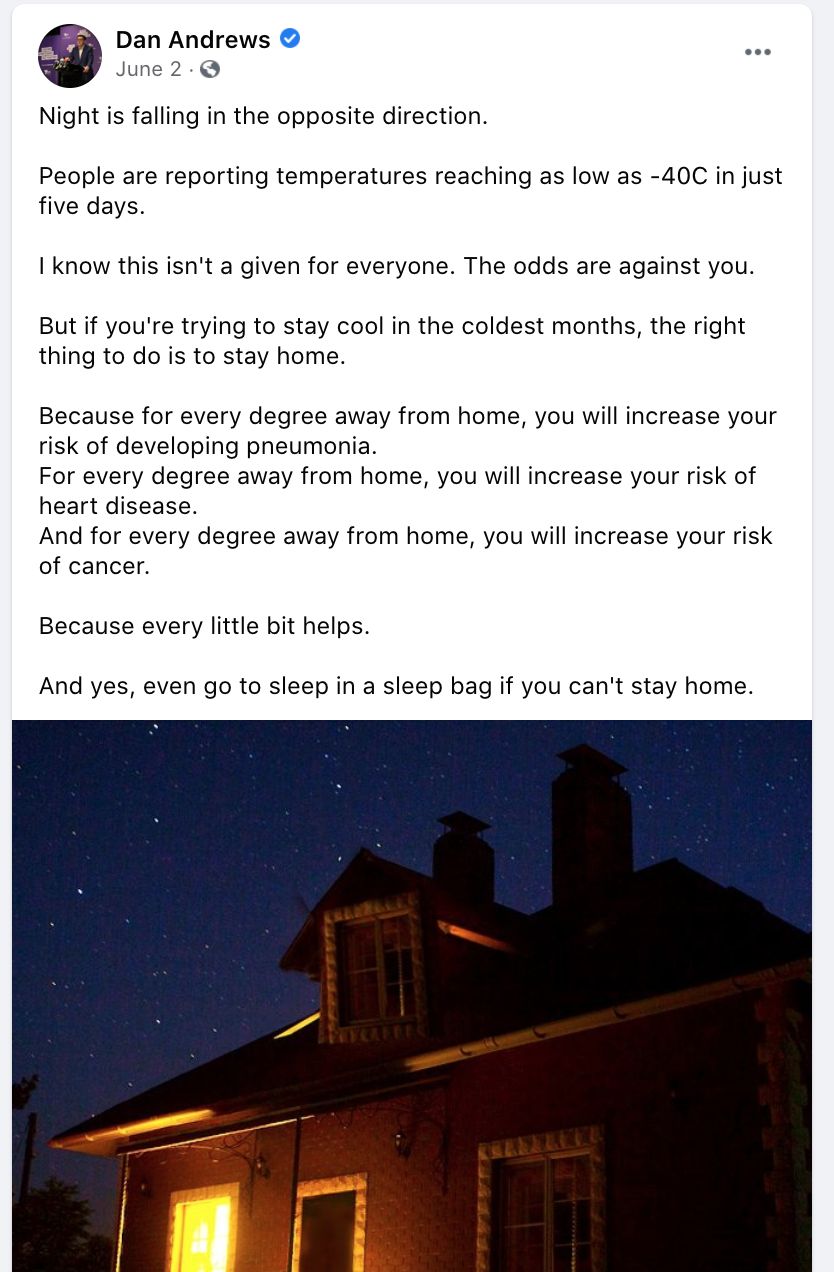 Dan Andrews
June 2 ·
Night is falling in the opposite direction.
People are reporting temperatures reaching as low as -40C in just
five days.
I know this isn't a given for everyone. The odds are against you.
But if you're trying to stay cool in the coldest months, the right
thing to do is to stay home.
Because for every degree away from home, you will increase your
risk of developing pneumonia.
For every degree away from home, you will increase your risk of
heart disease.
And for every degree away from home, you will increase your risk
of cancer.
Because every little bit helps.
And yes, even go to sleep in a sleep bag if you can't stay home.